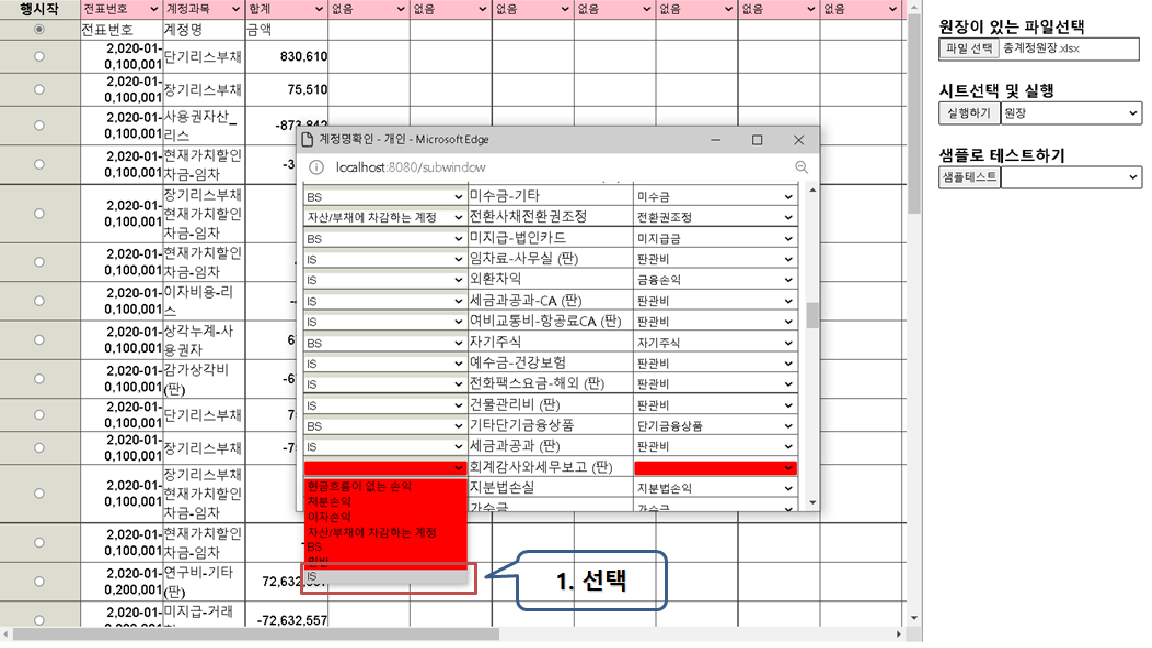 행시작 전표번호 계정과목 합계 없음 없음 없음 없음 없음 없음 없음
전표번호 계정명 금액
2,020-01-0,100,001 단기리스부채 830,610
2,020-01-0,100,001 장기리스부채 75,510
2,020-01-0,100,001 사용권자산_리스 -873,842
2,020-01-0,100,001 현재가치할인차금-임차
2,020-01-0,100,001 장기리스부채현재가치할인차금-임차
2,020-01-0,100,001 현재가치할인차금-임차
2,020-01-0,100,001 이자비용-리스
2,020-01-0,100,001 상각누계-사용권자
2,020-01-0,100,001 감가상각비(판)
2,020-01-0,100,001 단기리스부채
2,020-01-0,100,001 장기리스부채
2,020-01-0,100,001 장기리스부채현재가치할인차금-임차
2,020-01-0,100,001 현재가치할인차금-임차
2,020-01-0,200,001 연구비-기타(판) 72,632,557
2,020-01- 미지급-거래 -72,632,557
계정명확인 - 개인 - Microsoft Edge
localhost:8080/subwindow
BS 미수금-기타 미수금
자산/부채에 차감하는 계정 전환사채전환권조정 전환권조정
BS 미지급-법인카드 미지급금
IS 임차료-사무실 (판) 판관비
IS 외환차익 금융손익
IS 세금과공과-CA (판) 판관비
IS 여비교통비-항공료CA (판) 판관비
BS 자기주식 자기주식
IS 예수금-건강보험 판관비
IS 전화팩스요금-해외 (판) 판관비
IS 건물관리비 (판) 판관비
BS 기타단기금융상품 단기금융상품
IS 세금과공과 (판) 판관비
회계감사와세무보고 (판)
지분법손실 지분법손익
가수금 가수금
현금흐름이 없는 손익
처분손익
이자손익
자산/부채에 차감하는 계정
BS
일반
IS
1. 선택
원장이 있는 파일선택
파일 선택 총계정원장.xlsx
시트선택 및 실행
실행하기 원장
샘플로 테스트하기
샘플테스트